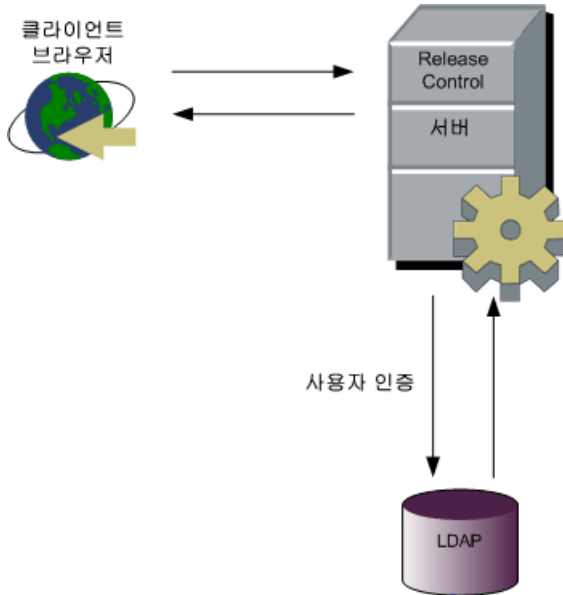 클라이언트
브라우저
Release
Control
서버
사용자 인증
LDAP